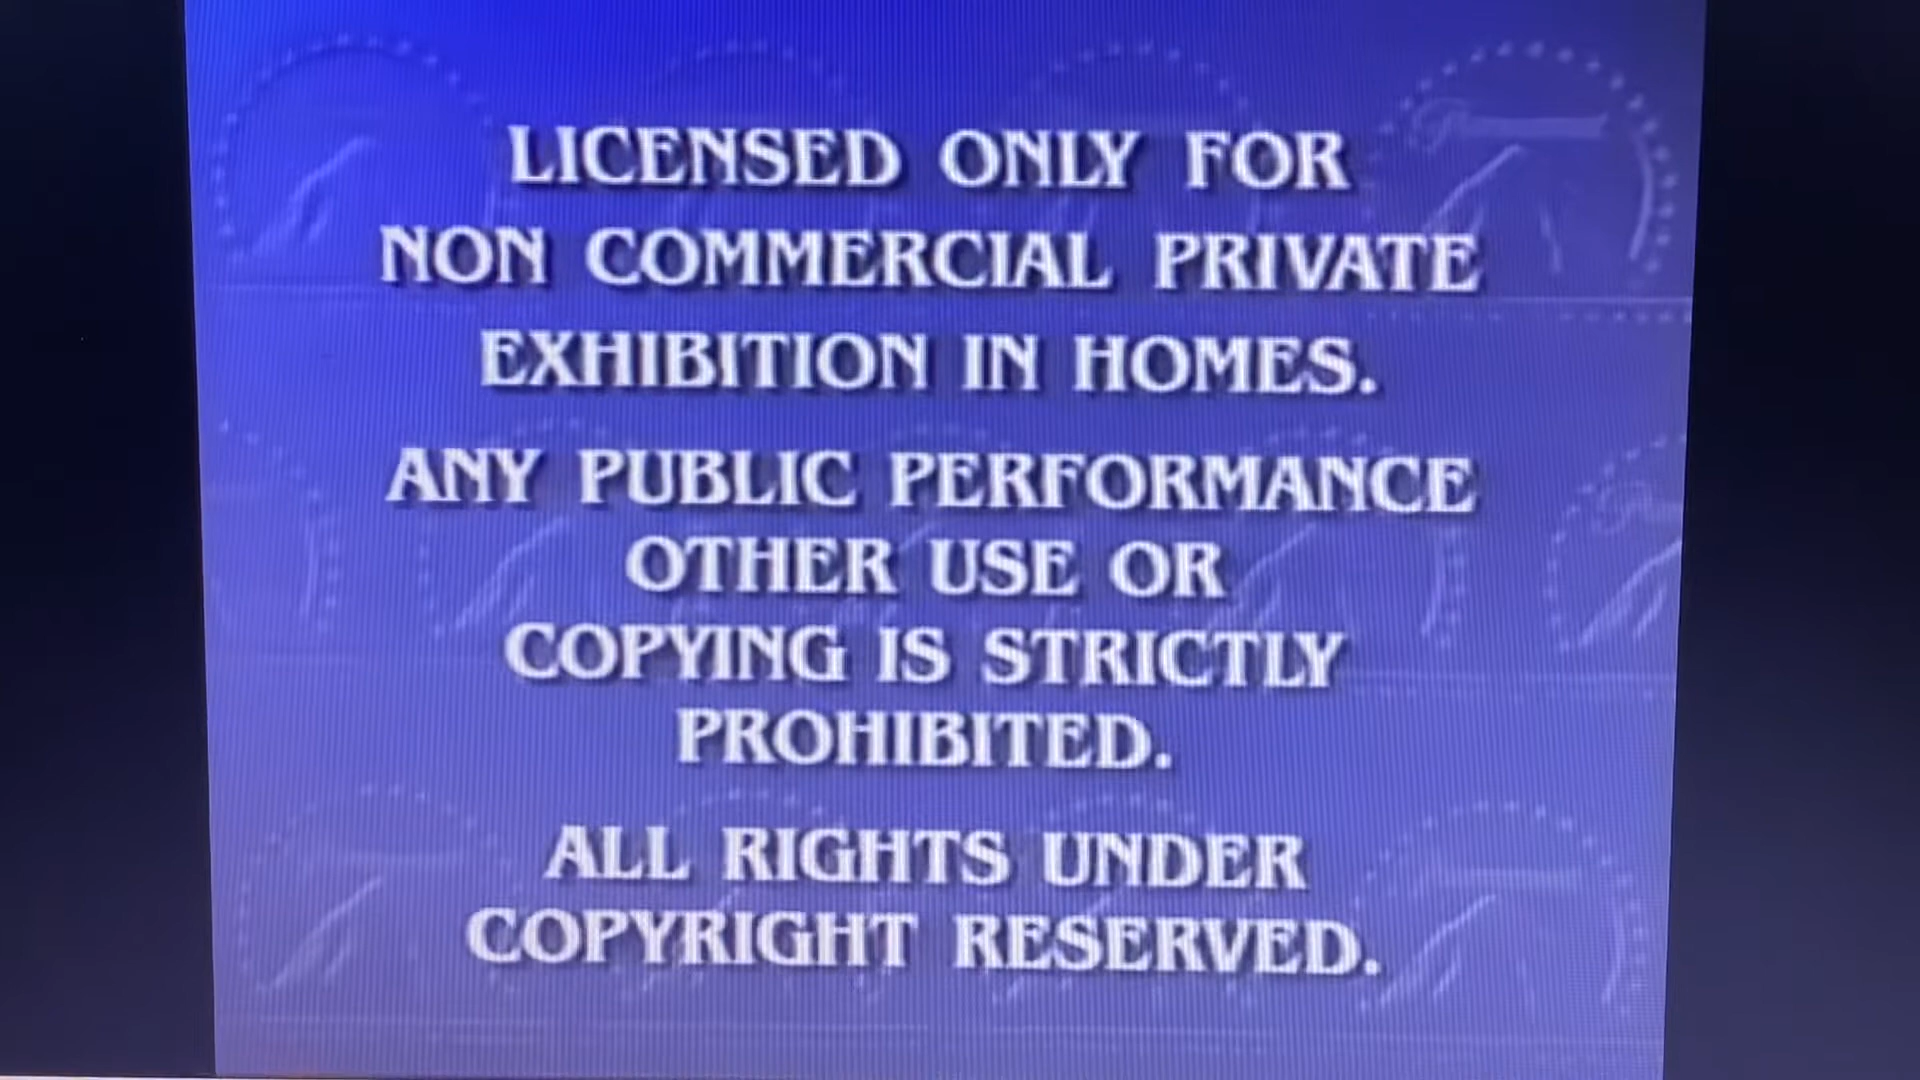 LICENSED ONLY FOR
NON COMMERCIAL PRIVATE
EXHIBITION IN HOMES.
ANY PUBLIC PERFORMANCE
OTHER USE OR
COPYING IS STRICTLY
PROHIBITED.
ALL RIGHTS UNDER
COPYRIGHT RESERVED.